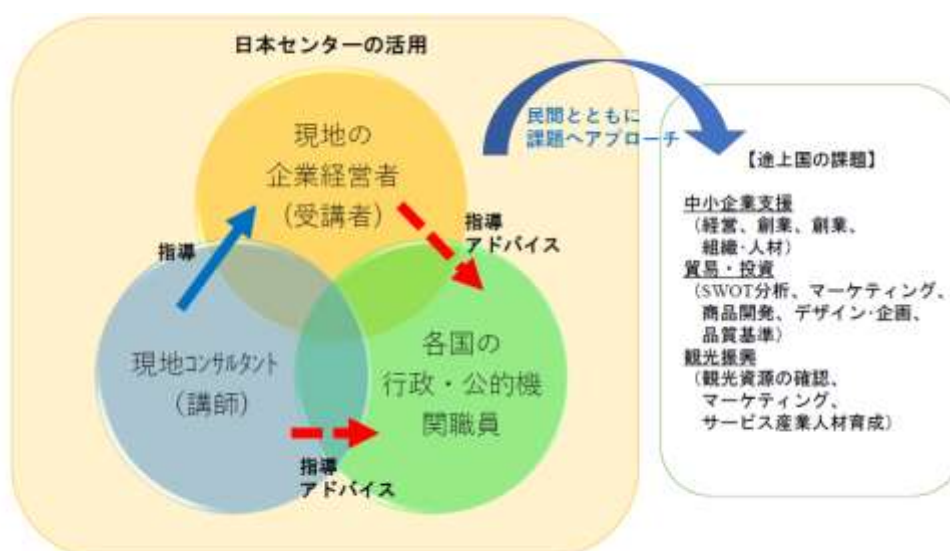 日本センターの活用
現地の
企業経営者
（受講者）
指導
指導
アドバイス
現地コンサルタント
（講師）
各国の
行政・公的機
関職員
指導
アドバイス
民間とともに
課題へアプローチ
【途上国の課題】
中小企業支援
（経営、創業、創業、
組織･人材）
貿易・投資
（SWOT分析、マーケティング、
商品開発、デザイン･企画、
品質基準）
観光振興
（観光資源の確認、
マーケティング、
サービス産業人材育成）